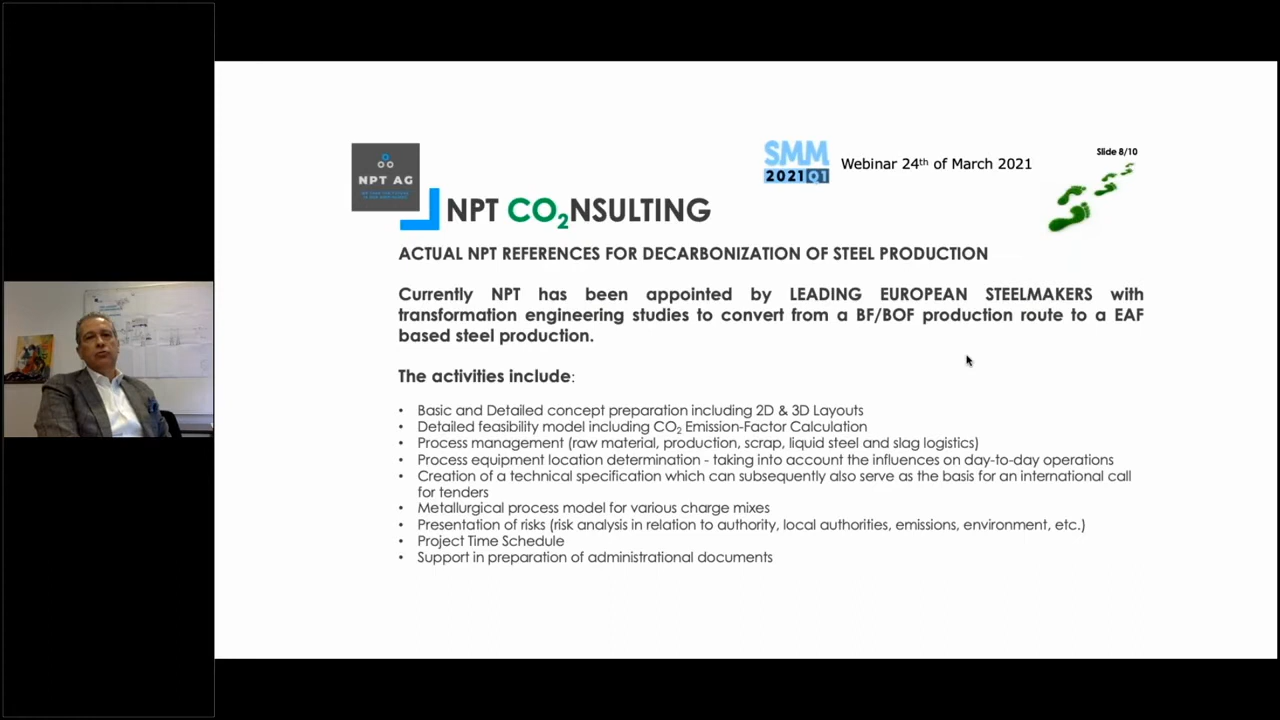 SMM
2021Q1
Webinar 24th of March 2021
Slide 8/10
NPT AG
NPT CO2NSULTING
ACTUAL NPT REFERENCES FOR DECARBONIZATION OF STEEL PRODUCTION
Currently NPT has been appointed by LEADING EUROPEAN STEELMAKERS with
transformation engineering studies to convert from a BF/BOF production route to a EAF
based steel production.
The activities include:
• Basic and Detailed concept preparation including 2D & 3D Layouts
• Detailed feasibility model including CO2 Emission-Factor Calculation
• Process management (raw material, production, scrap, liquid steel and slag logistics)
• Process equipment location determination - taking into account the influences on day-to-day operations
• Creation of a technical specification which can subsequently also serve as the basis for an international call
for tenders
• Metallurgical process model for various charge mixes
• Presentation of risks (risk analysis in relation to authority, local authorities, emissions, environment, etc.)
• Project Time Schedule
• Support in preparation of administrational documents